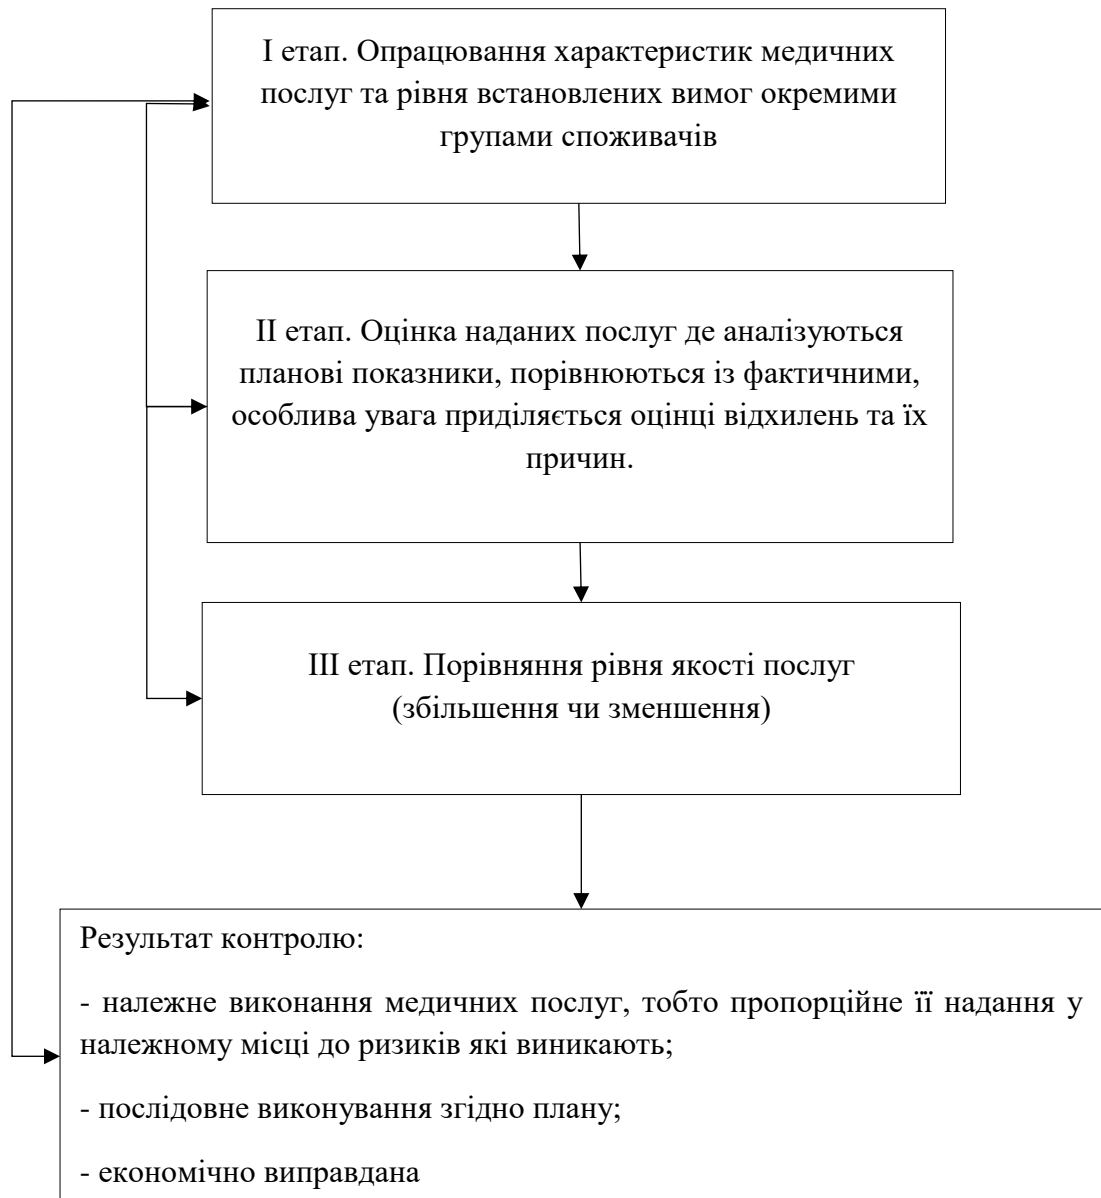 І етап. Опрацювання характеристик медичних
послуг та рівня встановлених вимог окремими
групами споживачів
ІІ етап. Оцінка наданих послуг де аналізуються
планові показники, порівнюються із фактичними,
особлива увага приділяється оцінці відхилень та їх
причин.
ІІІ етап. Порівняння рівня якості послуг
(збільшення чи зменшення)
Результат контролю:
- належне виконання медичних послуг, тобто пропорційне її надання у
належному місці до ризиків які виникають;
- послідовне виконування згідно плану;
- економічно виправдана